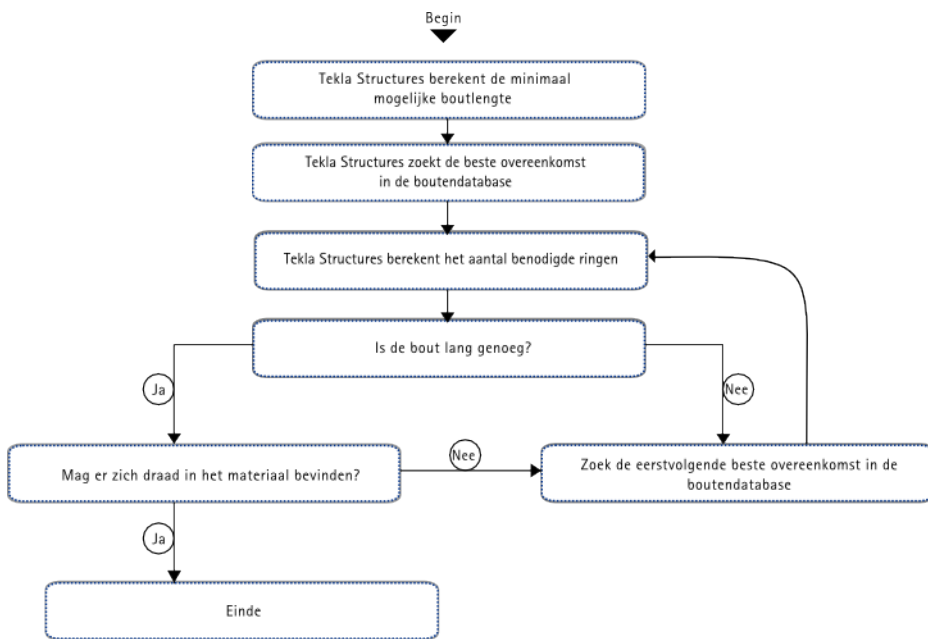 Begin
Tekla Structures berekent de minimaal
mogelijke boutlengte
Tekla Structures zoekt de beste overeenkomst
in de boutendatabase
Tekla Structures berekent het aantal benodigde ringen
Is de bout lang genoeg?
Ja
Nee
Mag er zich draad in het materiaal bevinden?
Nee
Zoek de eerstvolgende beste overeenkomst in de
boutendatabase
Ja
Einde